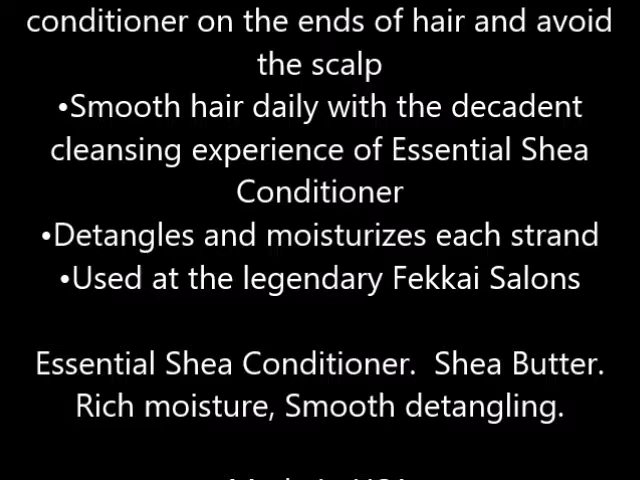 conditioner on the ends of hair and avoid
the scalp
•Smooth hair daily with the decadent
cleansing experience of Essential Shea
Conditioner
•Detangles and moisturizes each strand
•Used at the legendary Fekkai Salons
Essential Shea Conditioner.  Shea Butter.
Rich moisture, Smooth detangling.